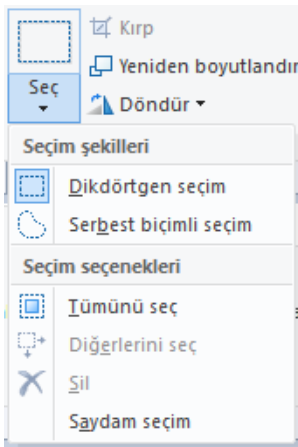 Kırp
Yeniden boyutlandır
Seç
Döndür
Seçim şekilleri
Dikdörtgen seçim
Serbest biçimli seçim
Seçim seçenekleri
Tümünü seç
Diğerlerini seç
Sil
Saydam seçim